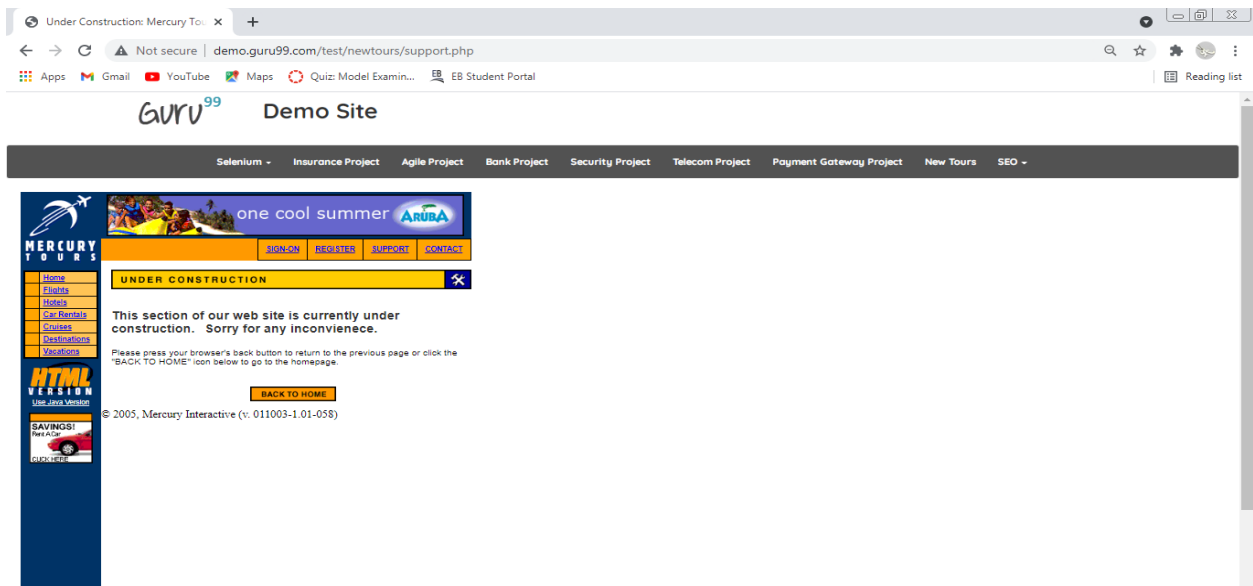 Under Construction: Mercury Tou
Not secure | demo.guru99.com/test/newtours/support.php
Apps Gmail YouTube Maps Quiz: Model Examin... EB Student Portal Reading list
Guru99 Demo Site
Selenium Insurance Project Agile Project Bank Project Security Project Telecom Project Payment Gateway Project New Tours SEO
one cool summer ARUBA
MERCURY
TOURS
SIGN-ON REGISTER SUPPORT CONTACT
Home
Flights
Hotels
Car Rentals
Cruises
Destinations
Vacations
HTML
VERSION
Use Java Version
SAVINGS!
Rent A Car
CLICK HERE
UNDER CONSTRUCTION
This section of our web site is currently under
construction. Sorry for any inconvienece.
Please press your browser's back button to return to the previous page or click the
"BACK TO HOME" icon below to go to the homepage.
BACK TO HOME
© 2005, Mercury Interactive (v. 011003-1.01-058)